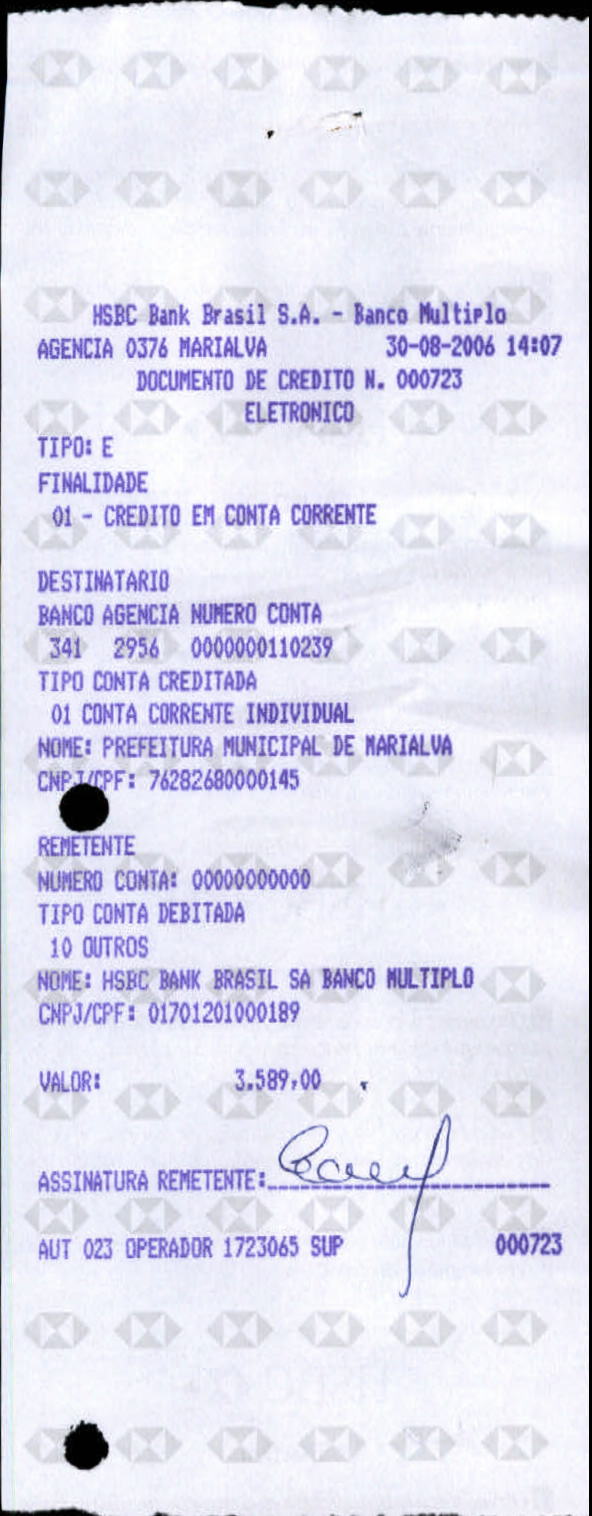 HSBC Bank Brasil S.A. - Banco Multiplo
AGENCIA 0376 MARIALVA 30-08-2006 14:07
DOCUMENTO DE CREDITO N. 000723
ELETRONICO
TIPO: E
FINALIDADE
01 - CREDITO EM CONTA CORRENTE
DESTINATARIO
BANCO AGENCIA NUMERO CONTA
341 2956 0000000110239
TIPO CONTA CREDITADA
01 CONTA CORRENTE INDIVIDUAL
NOME: PREFEITURA MUNICIPAL DE MARIALVA
CNPJ/CPF: 76282680000145
REMETENTE
NUMERO CONTA: 00000000000
TIPO CONTA DEBITADA
10 OUTROS
NOME: HSBC BANK BRASIL SA BANCO MULTIPLO
CNPJ/CPF: 01701201000189
VALOR: 3.589,00
ASSINATURA REMETENTE:
AUT 023 OPERADOR 1723065 SUP 000723